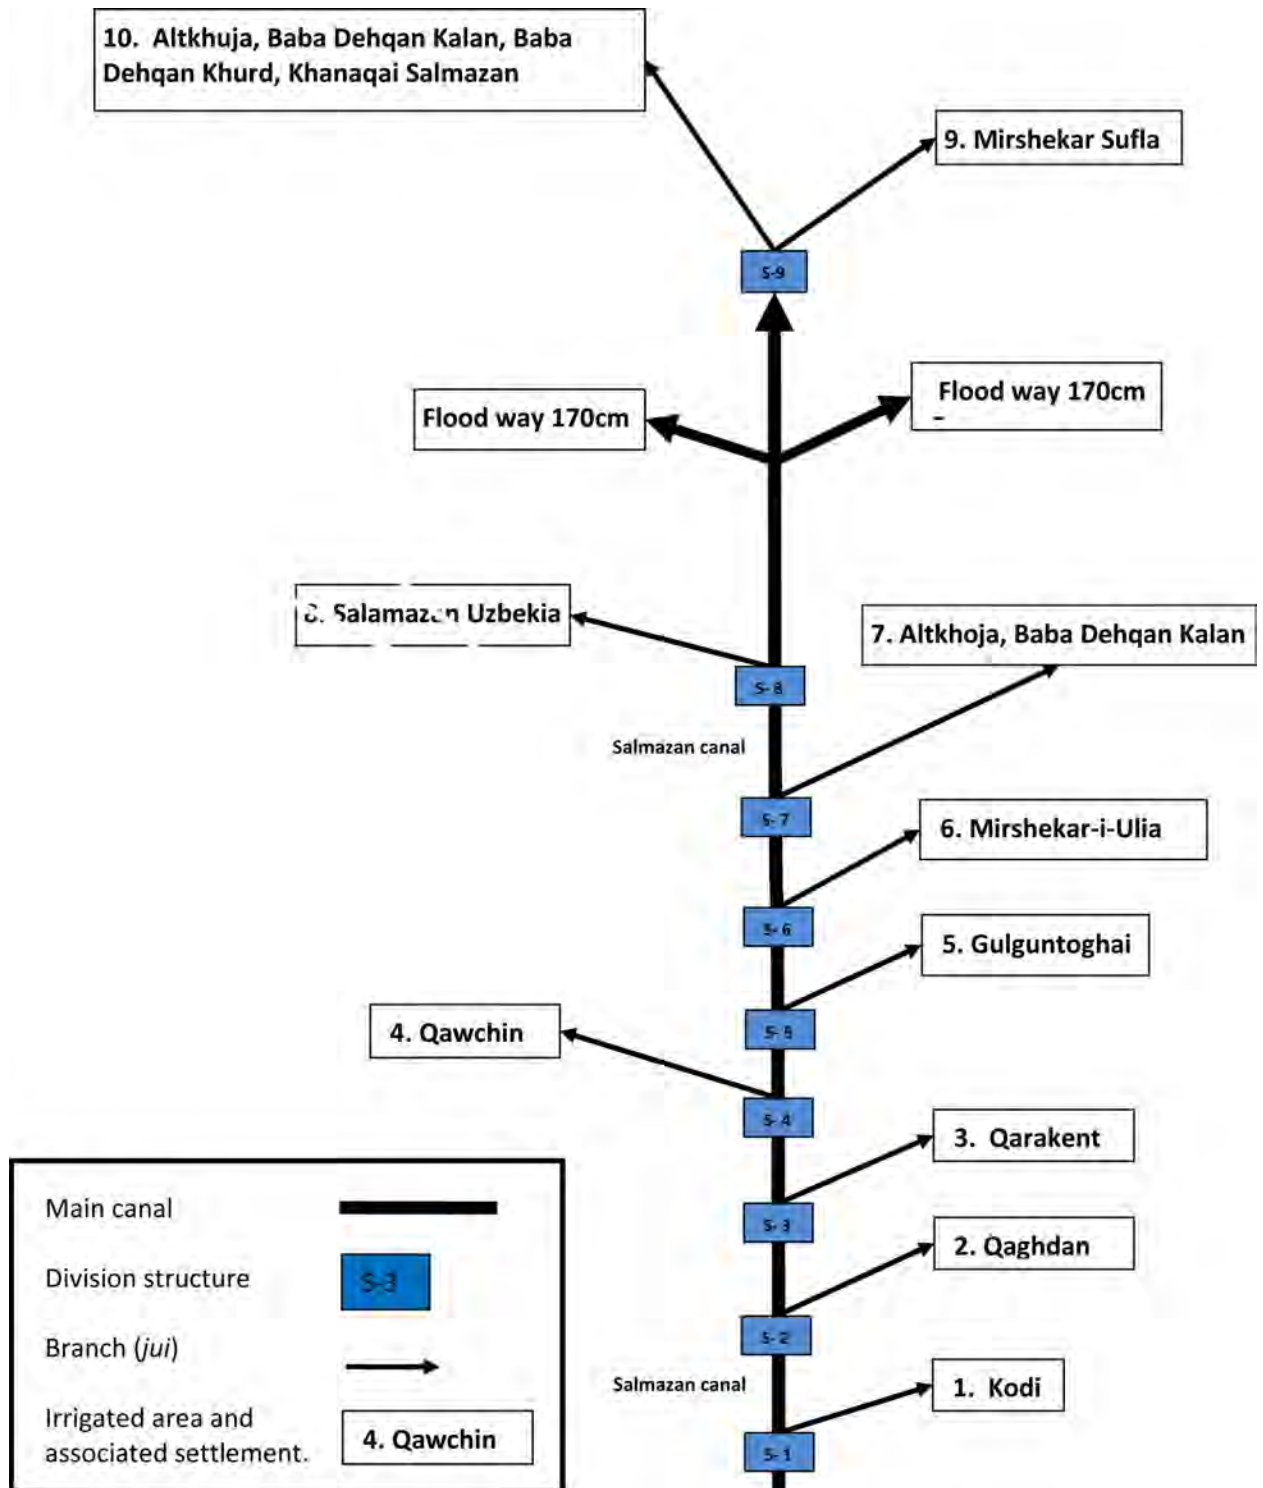 10. Altkhuja, Baba Dehqan Kalan, Baba
Dehqan Khurd, Khanaqai Salmazan
9. Mirshekar Sufla
S-9
Flood way 170cm
Flood way 170cm
8. Salamazan Uzbekia
7. Altkhoja, Baba Dehqan Kalan
S- 8
Salmazan canal
S- 7
6. Mirshekar-i-Ulia
S- 6
5. Gulguntoghai
4. Qawchin
S- 5
S- 4
3. Qarakent
S- 3
2. Qaghdan
S- 2
Salmazan canal
1. Kodi
S- 1
Main canal
Division structure
S-3
Branch (jui)
Irrigated area and
associated settlement.
4. Qawchin